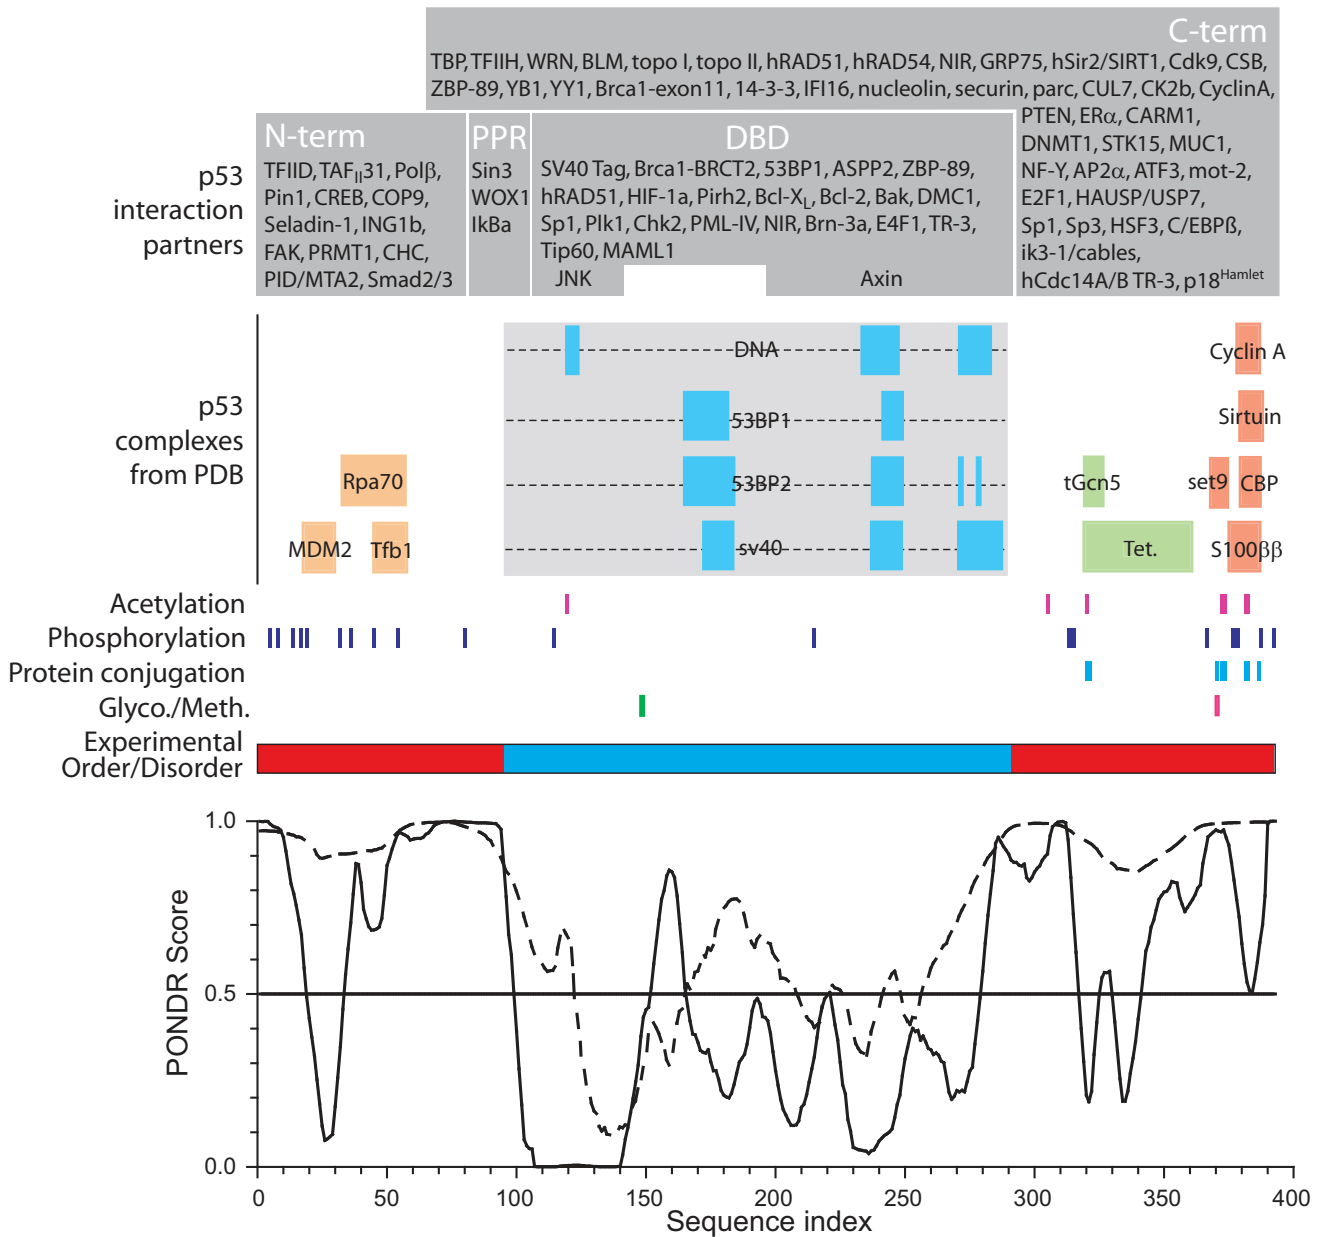 C-term
TBP, TFIIH, WRN, BLM, topo I, topo II, hRAD51, hRAD54, NIR, GRP75, hSir2/SIRT1, Cdk9, CSB,
ZBP-89, YB1, YY1, Brca1-exon11, 14-3-3, IFI16, nucleolin, securin, parc, CUL7, CK2b, CyclinA,
PTEN, ERα, CARM1,
DNMT1, STK15, MUC1,
NF-Y, AP2α, ATF3, mot-2,
E2F1, HAUSP/USP7,
Sp1, Sp3, HSF3, C/EBPß,
ik3-1/cables,
hCdc14A/B TR-3, p18Hamlet
N-term
TFIID, TAFII31, Polβ,
Pin1, CREB, COP9,
Seladin-1, ING1b,
FAK, PRMT1, CHC,
PID/MTA2, Smad2/3
PPR
Sin3
WOX1
IkBa
DBD
SV40 Tag, Brca1-BRCT2, 53BP1, ASPP2, ZBP-89,
hRAD51, HIF-1a, Pirh2, Bcl-XL, Bcl-2, Bak, DMC1,
Sp1, Plk1, Chk2, PML-IV, NIR, Brn-3a, E4F1, TR-3,
Tip60, MAML1
JNK
Axin
p53
interaction
partners
p53
complexes
from PDB
DNA
Cyclin A
53BP1
Sirtuin
Rpa70
53BP2
tGcn5
set9
CBP
MDM2
Tfb1
sv40
Tet.
S100ββ
Acetylation
Phosphorylation
Protein conjugation
Glyco./Meth.
Experimental
Order/Disorder
1.0
0.5
0.0
PONDR Score
0 50 100 150 200 250 300 350 400
Sequence index